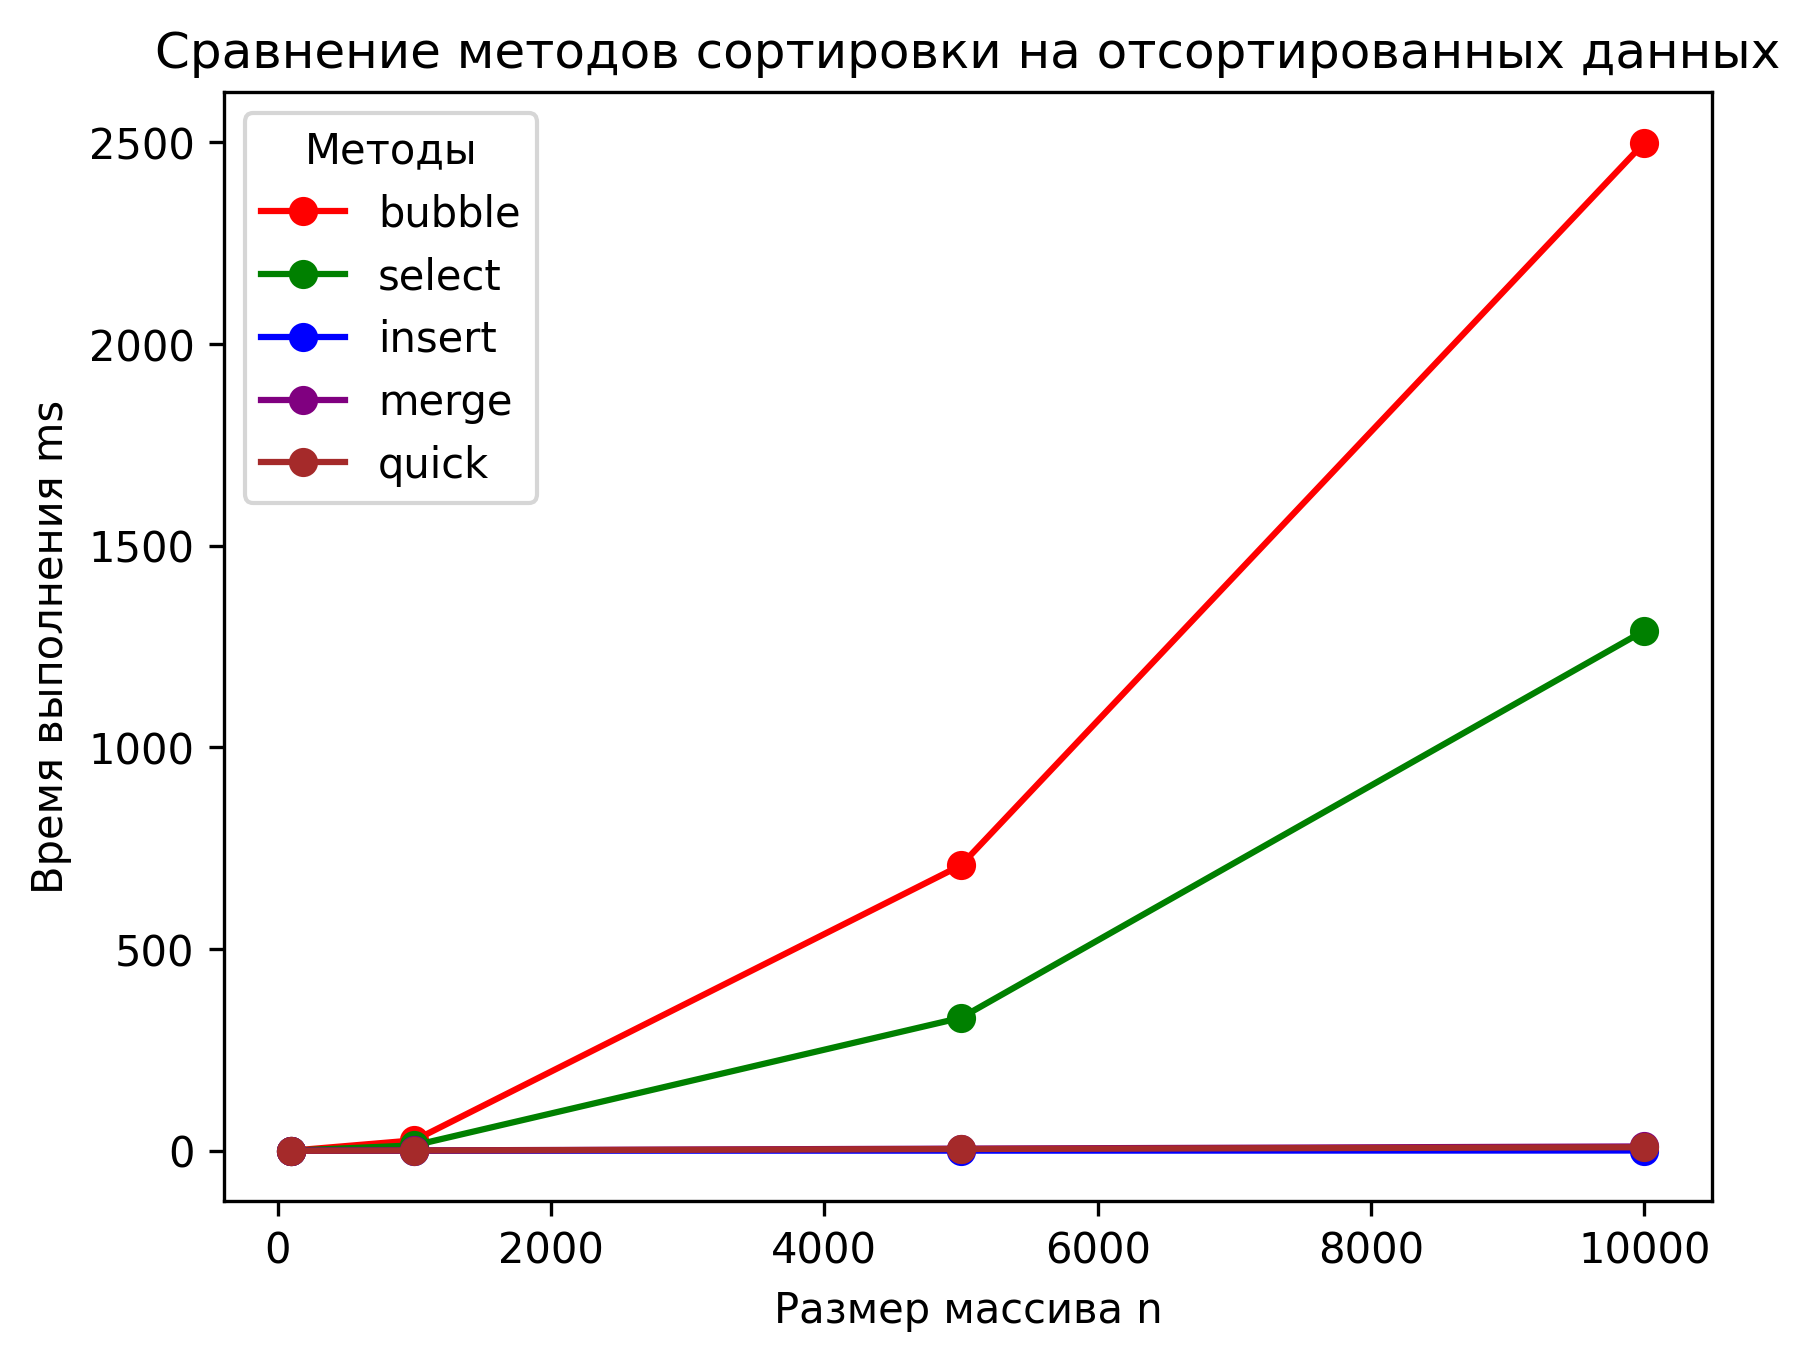 Сравнение методов сортировки на отсортированных данных
Методы
bubble
select
insert
merge
quick
Время выполнения ms
2500
2000
1500
1000
500
0
0 2000 4000 6000 8000 10000
Размер массива n